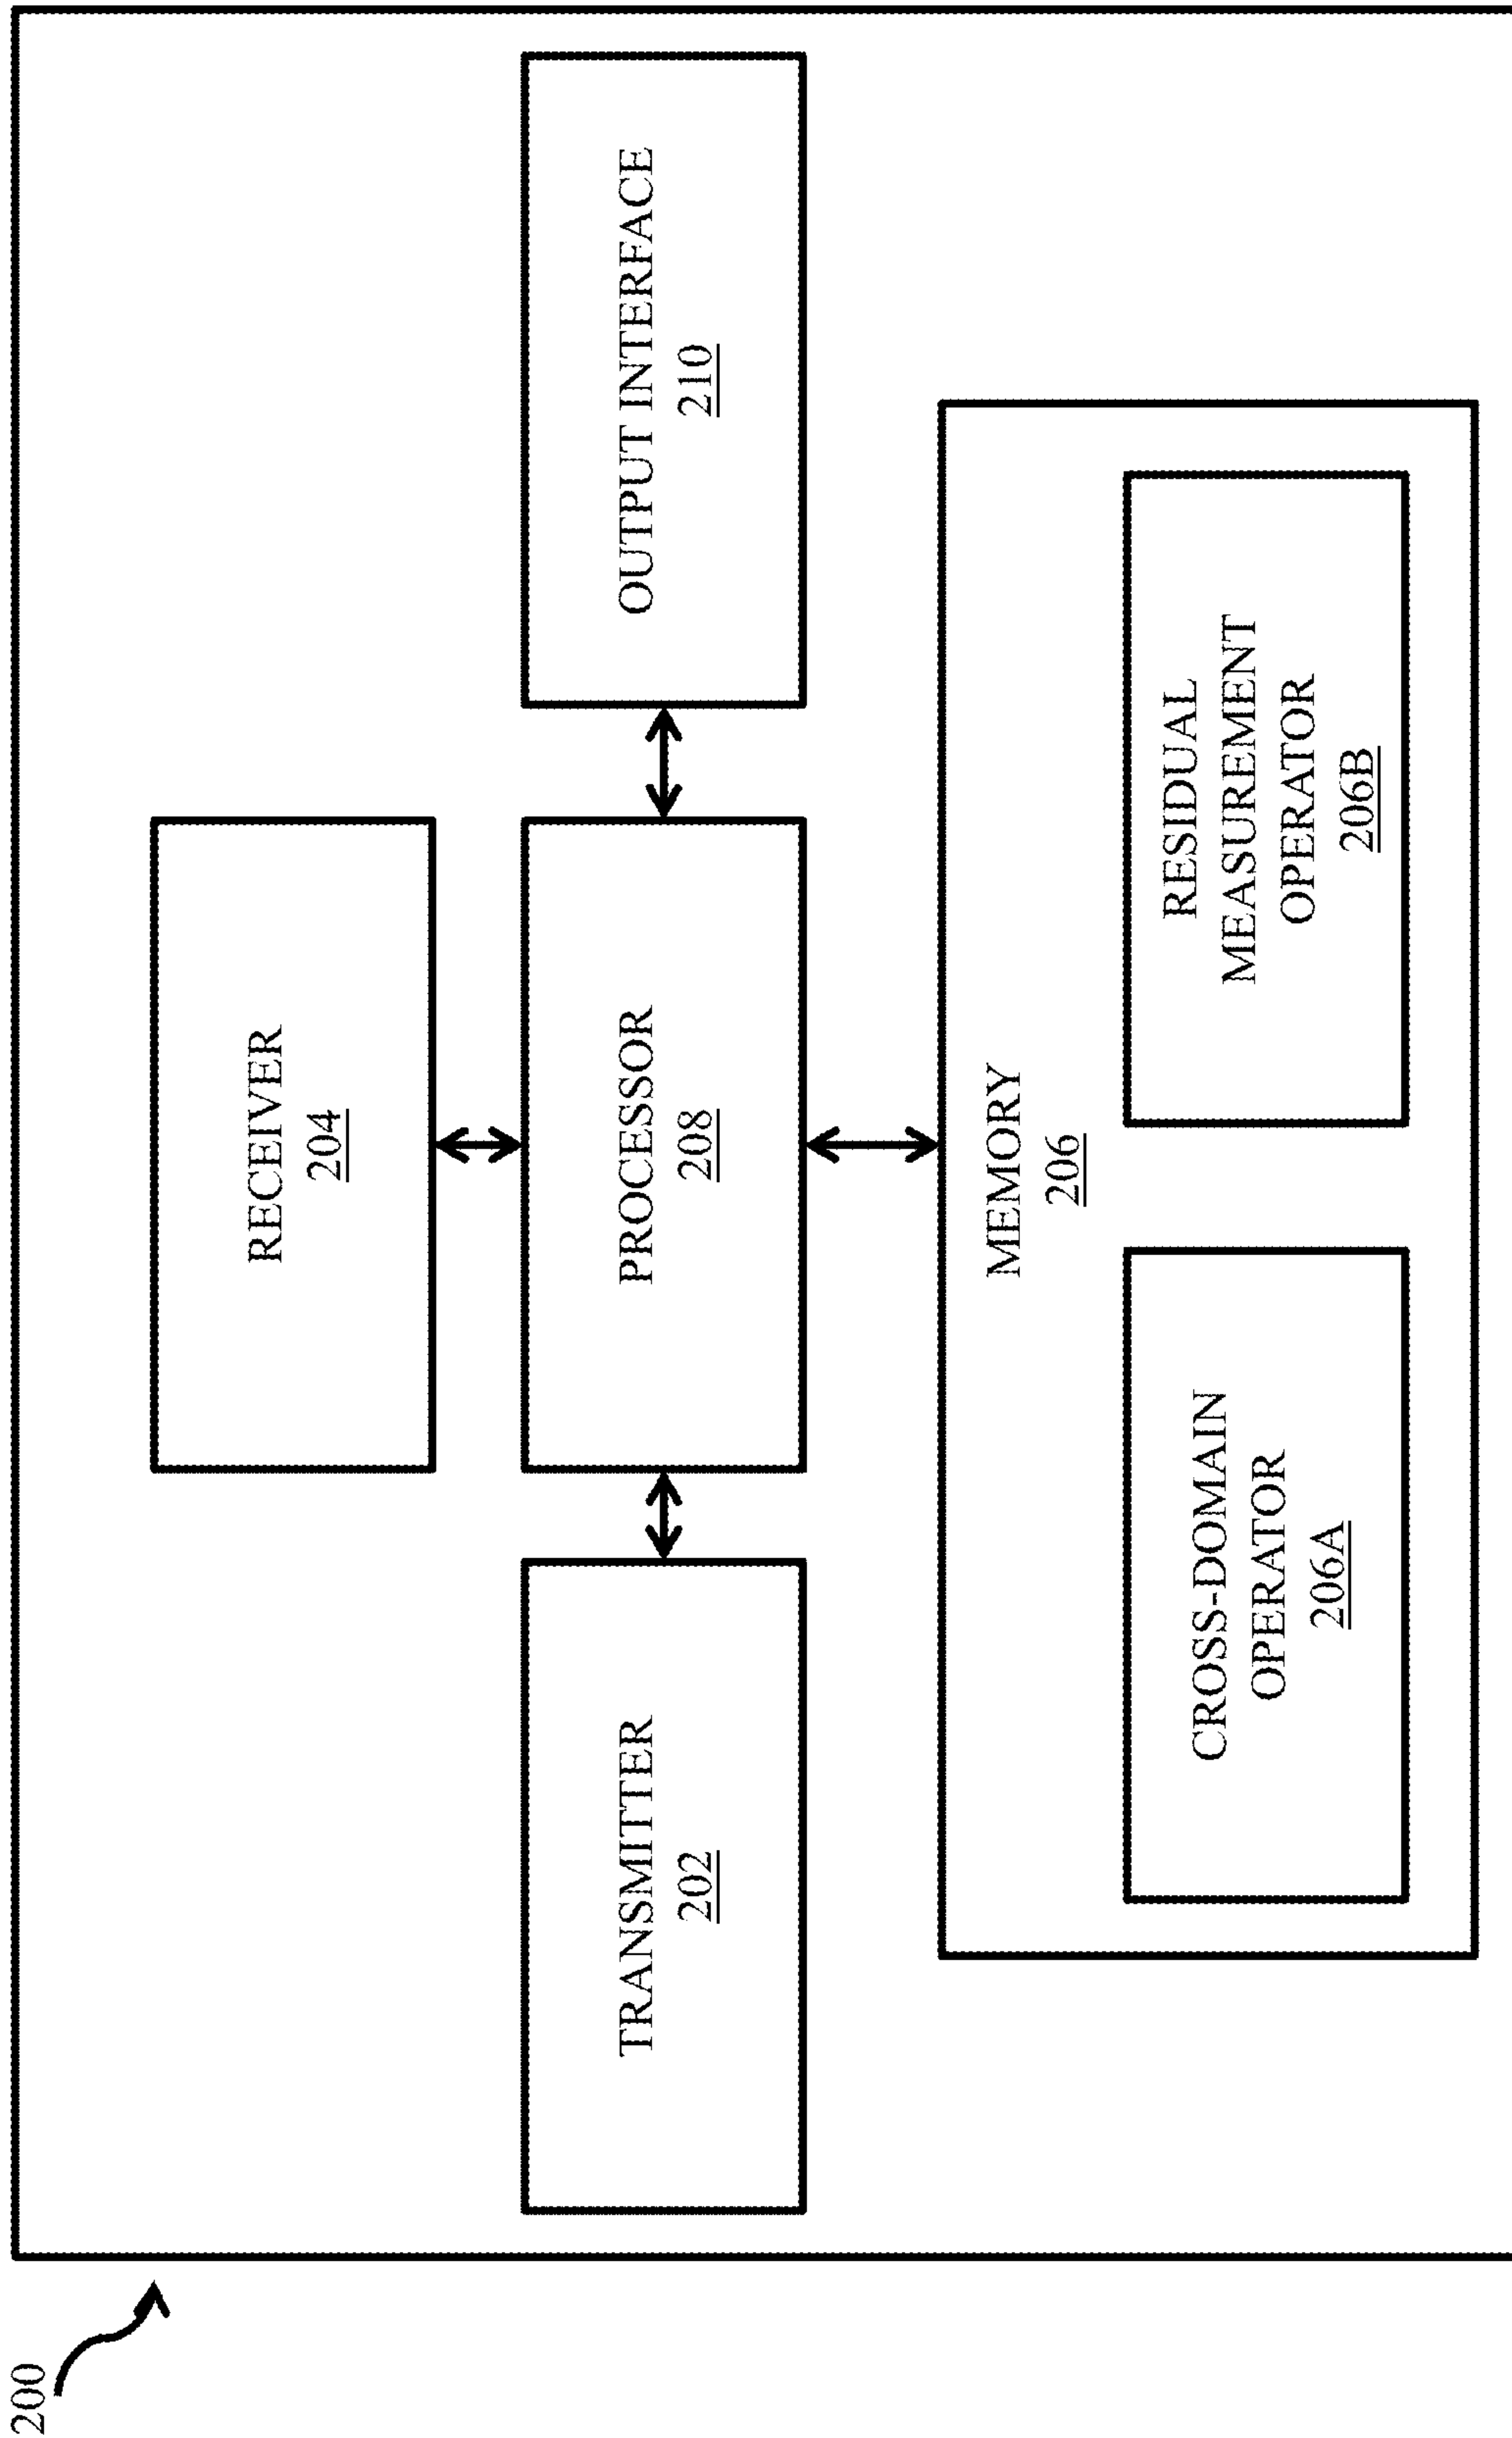 200
RECEIVER
204
TRANSMITTER
202
PROCESSOR
208
OUTPUT INTERFACE
210
MEMORY
206
CROSS-DOMAIN
OPERATOR
206A
RESIDUAL
MEASUREMENT
OPERATOR
206B